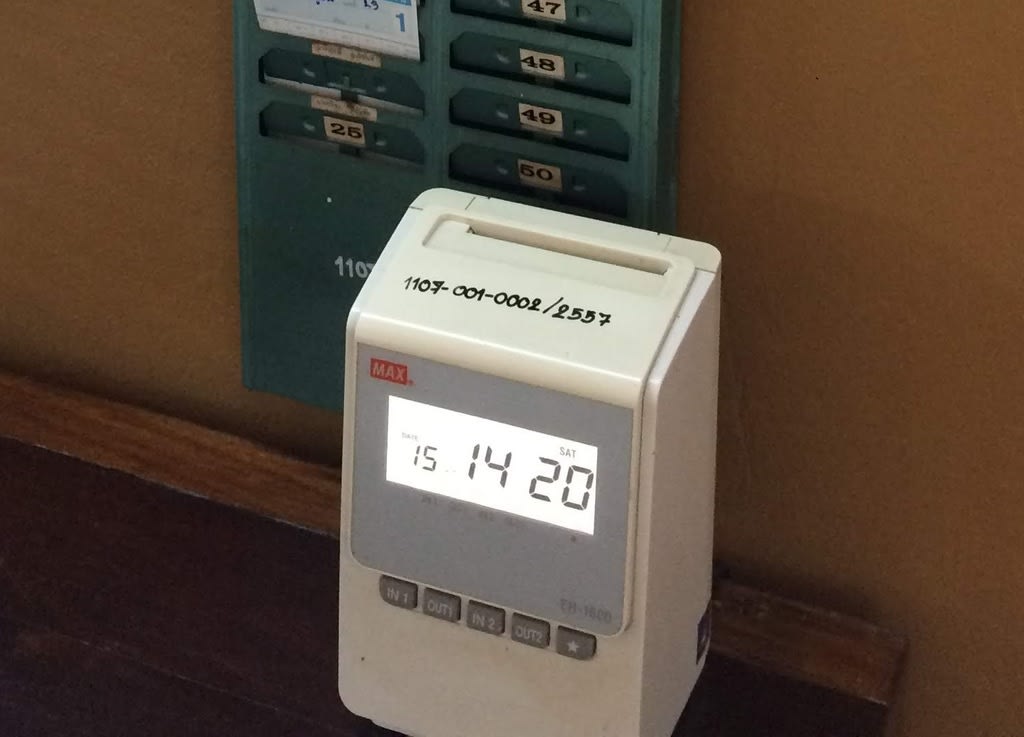 1
47
48
49
25
50
1107
1107-001-0002/2557
MAX
DATE
SAT
15 14 20
IN 1
OUT1
IN 2
OUT2
★